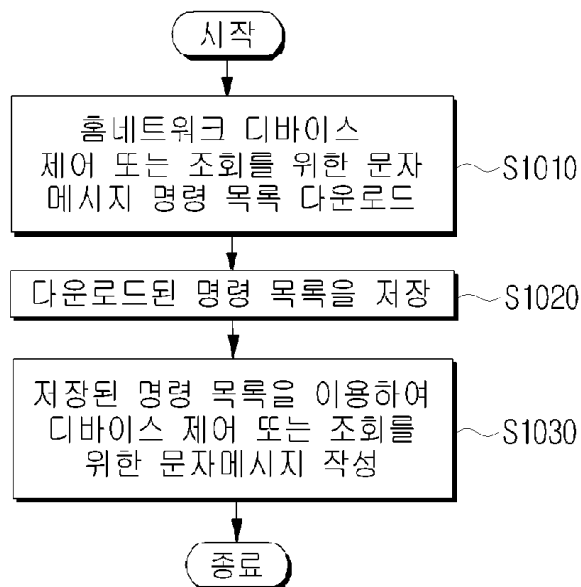 시작
홈네트워크 디바이스
제어 또는 조회를 위한 문자
메시지 명령 목록 다운로드
S1010
다운로드된 명령 목록을 저장
S1020
저장된 명령 목록을 이용하여
디바이스 제어 또는 조회를
위한 문자메시지 작성
S1030
종료